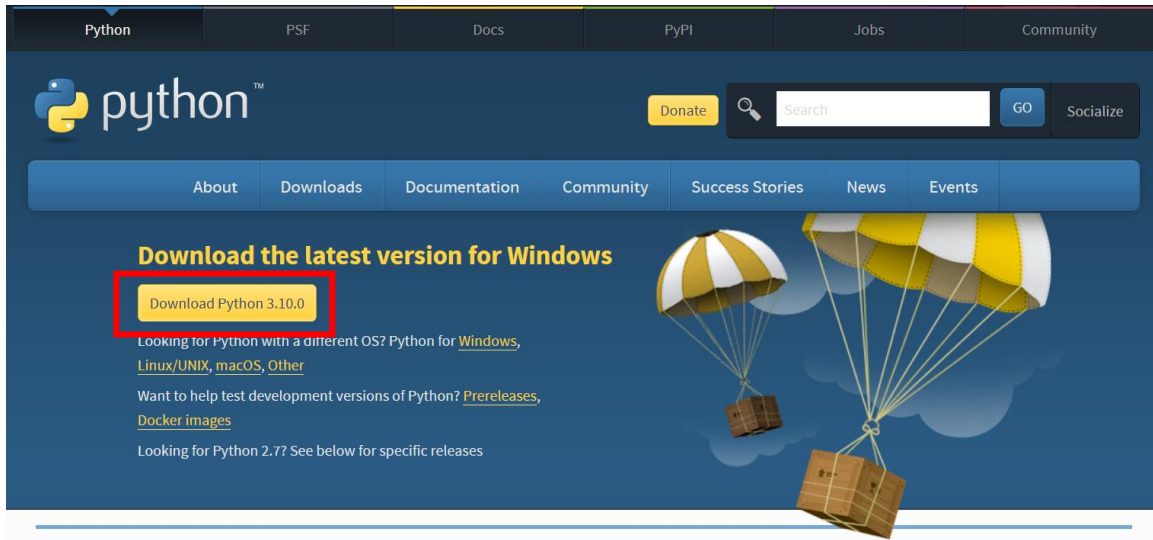 Python
PSF
Docs
PyPI
Jobs
Community
python™
Donate
Search
GO
Socialize
About
Downloads
Documentation
Community
Success Stories
News
Events
Download the latest version for Windows
Download Python 3.10.0
Looking for Python with a different OS? Python for Windows,
Linux/UNIX, macOS, Other
Want to help test development versions of Python? Prereleases,
Docker images
Looking for Python 2.7? See below for specific releases